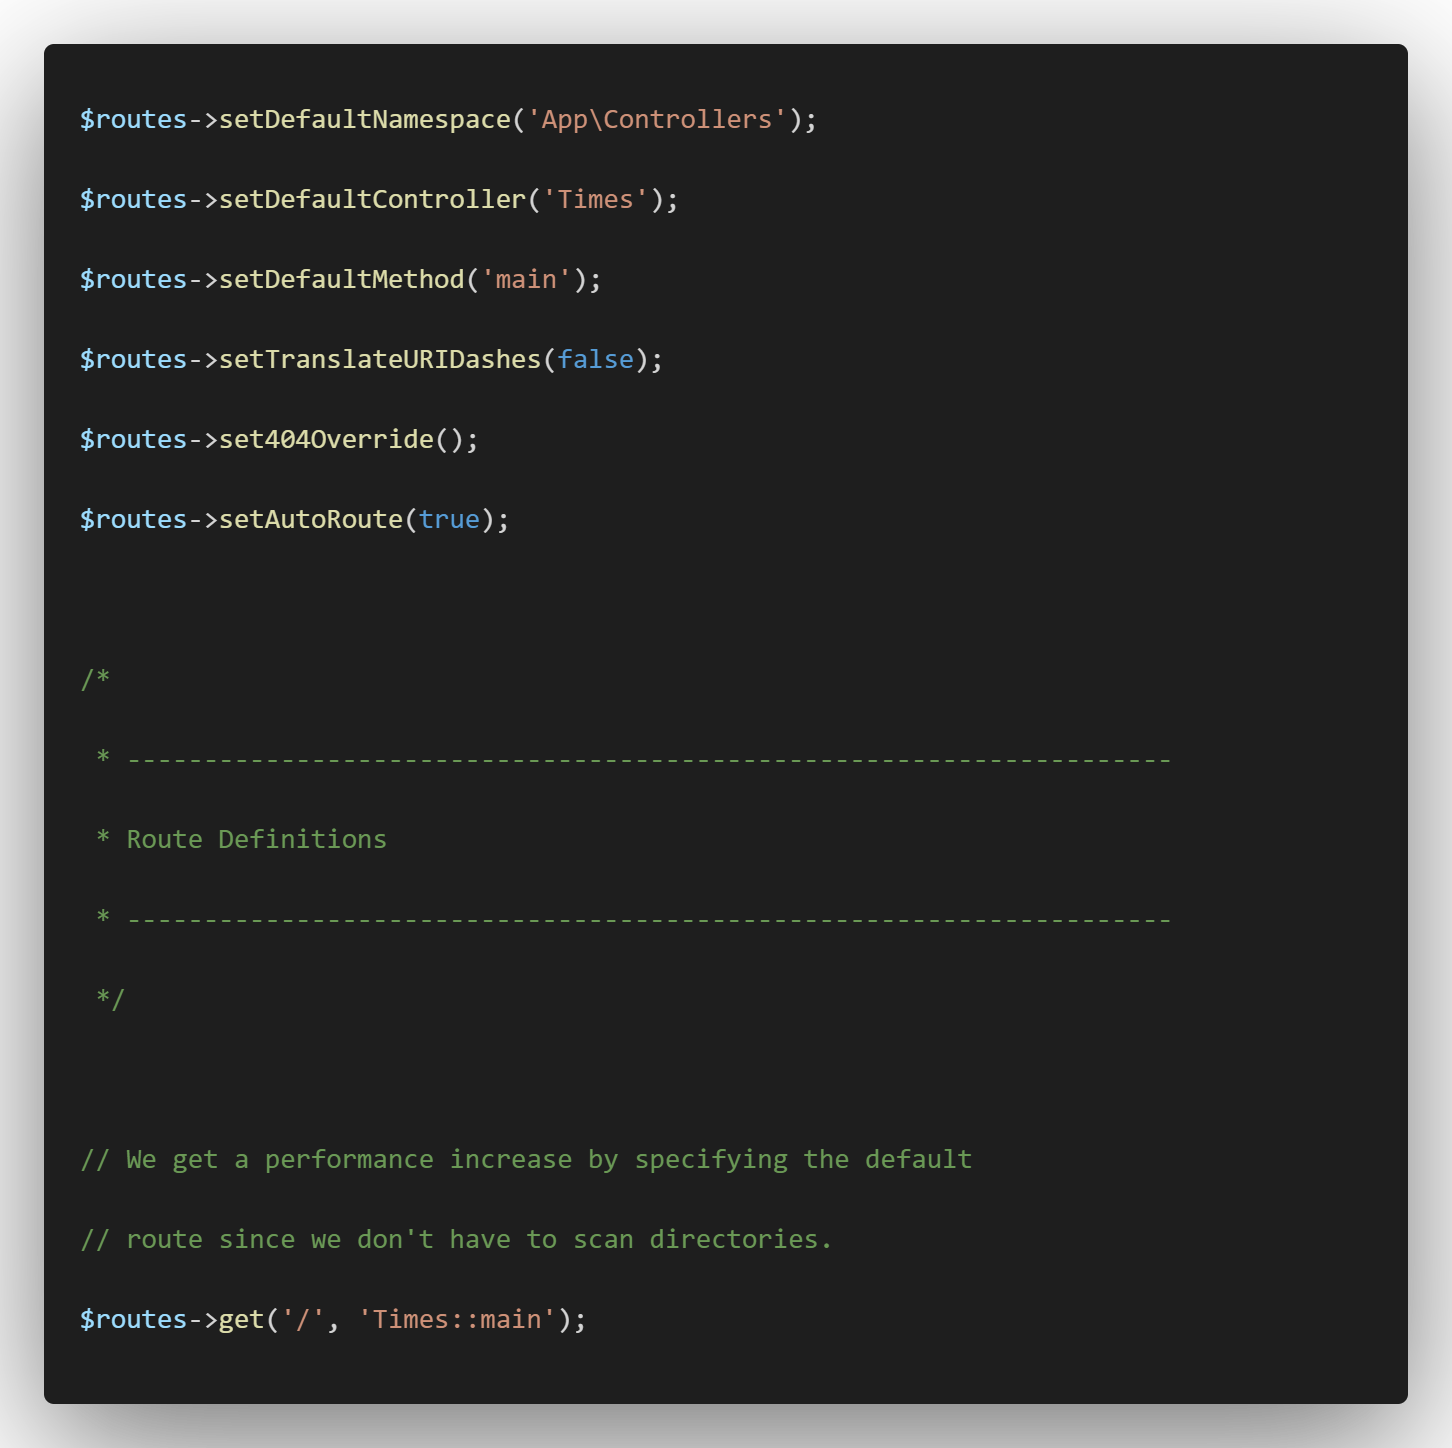 $routes->setDefaultNamespace('App\Controllers');
$routes->setDefaultController('Times');
$routes->setDefaultMethod('main');
$routes->setTranslateURIDashes(false);
$routes->set404Override();
$routes->setAutoRoute(true);
/*
 * --------------------------------------------------------------------
 * Route Definitions
 * --------------------------------------------------------------------
 */
// We get a performance increase by specifying the default
// route since we don't have to scan directories.
$routes->get('/', 'Times::main');